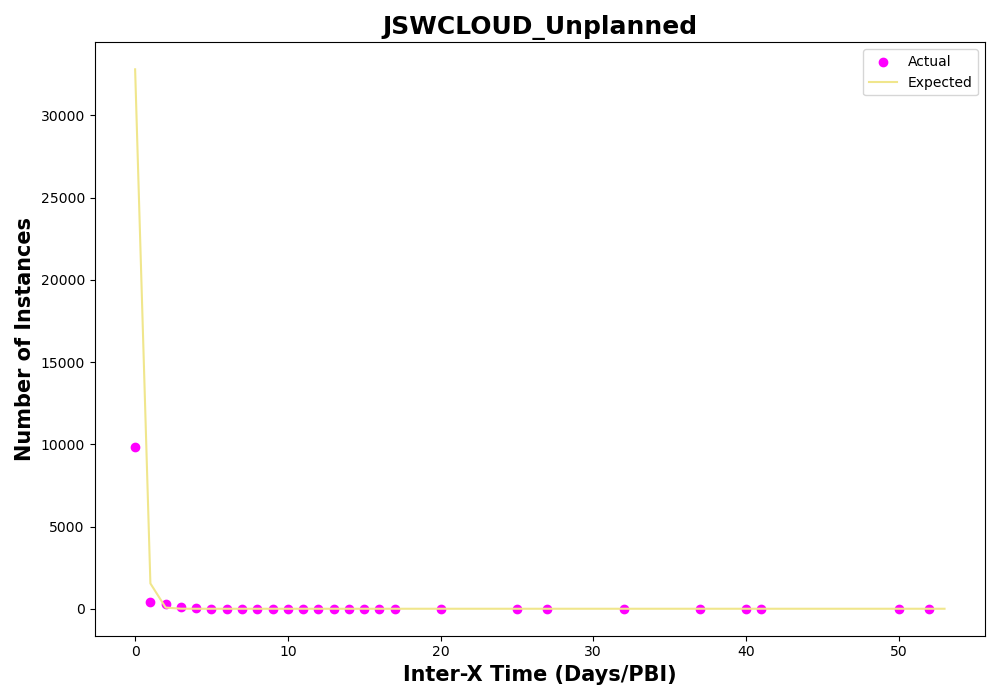 JSWCLOUD_Unplanned
Actual
Expected
Number of Instances
30000
25000
20000
15000
10000
5000
0
0 10 20 30 40 50
Inter-X Time (Days/PBI)